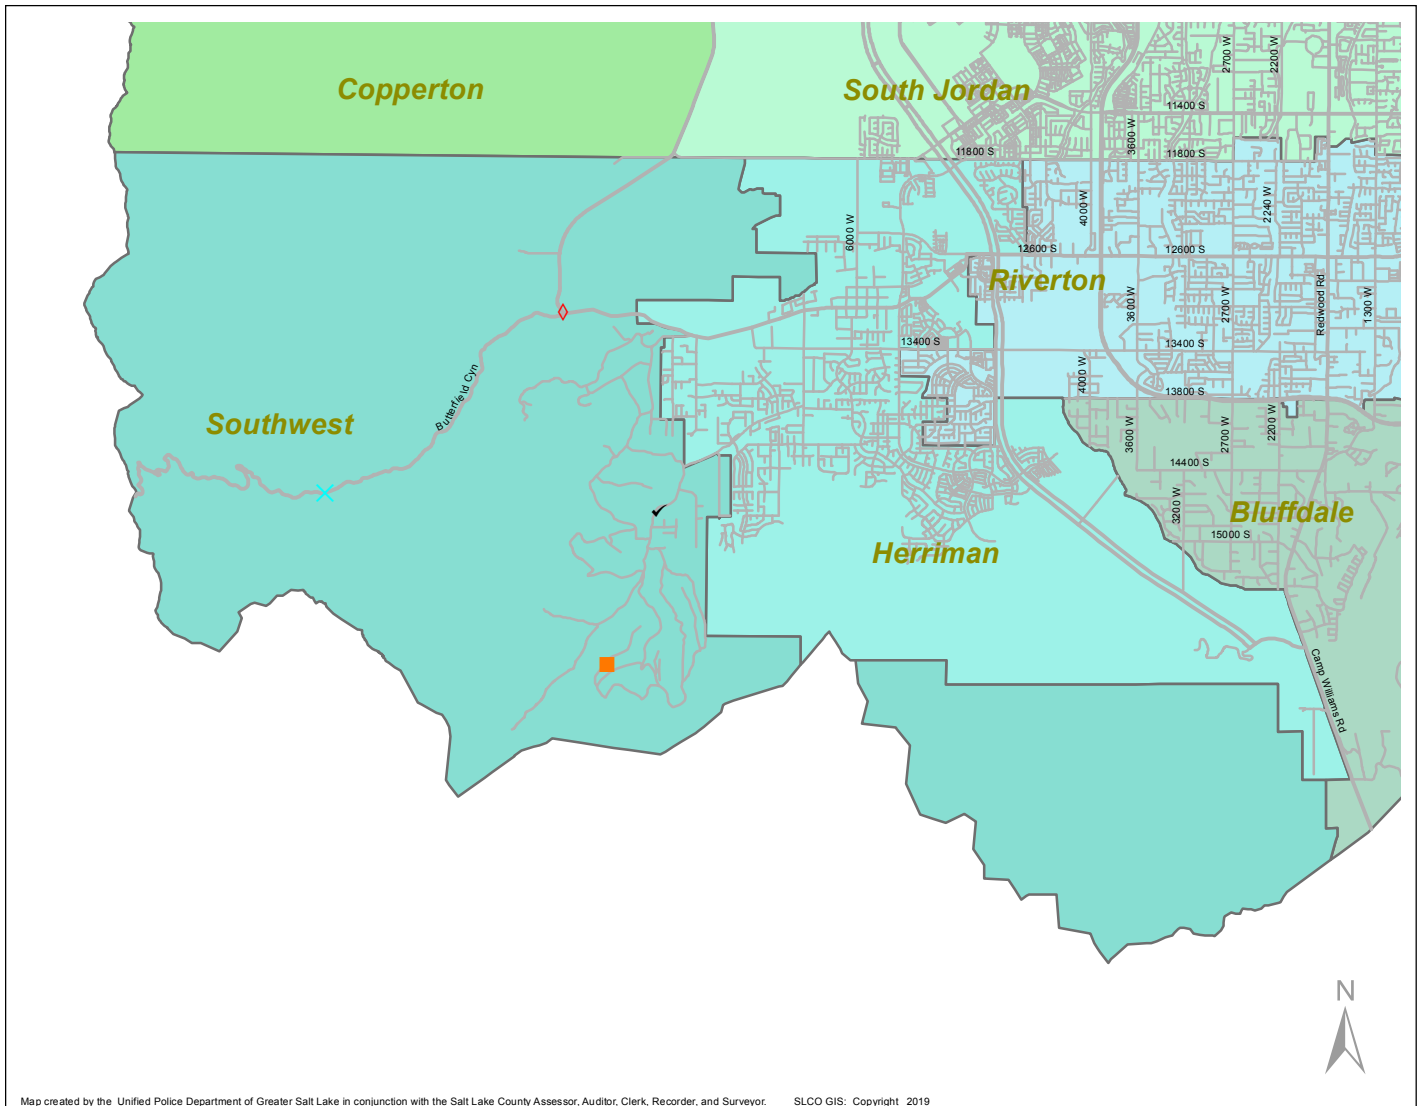 2700 W
2200 W
Copperton
South Jordan
11400 S
3600 W
11800 S
11800 S
4000 W
2240 W
6000 W
12600 S
12600 S
Riverton
3600 W
2700 W
Redwood Rd
1300 W
13400 S
13400 S
4000 W
13800 S
Butterfield Cyn
Southwest
3600 W
2700 W
2200 W
14400 S
3200 W
Bluffdale
15000 S
Herriman
Camp Williams Rd
N
Map created by the Unified Police Department of Greater Salt Lake in conjunction with the Salt Lake County Assessor, Auditor, Clerk, Recorder, and Surveyor. SLCO GIS: Copyright 2019